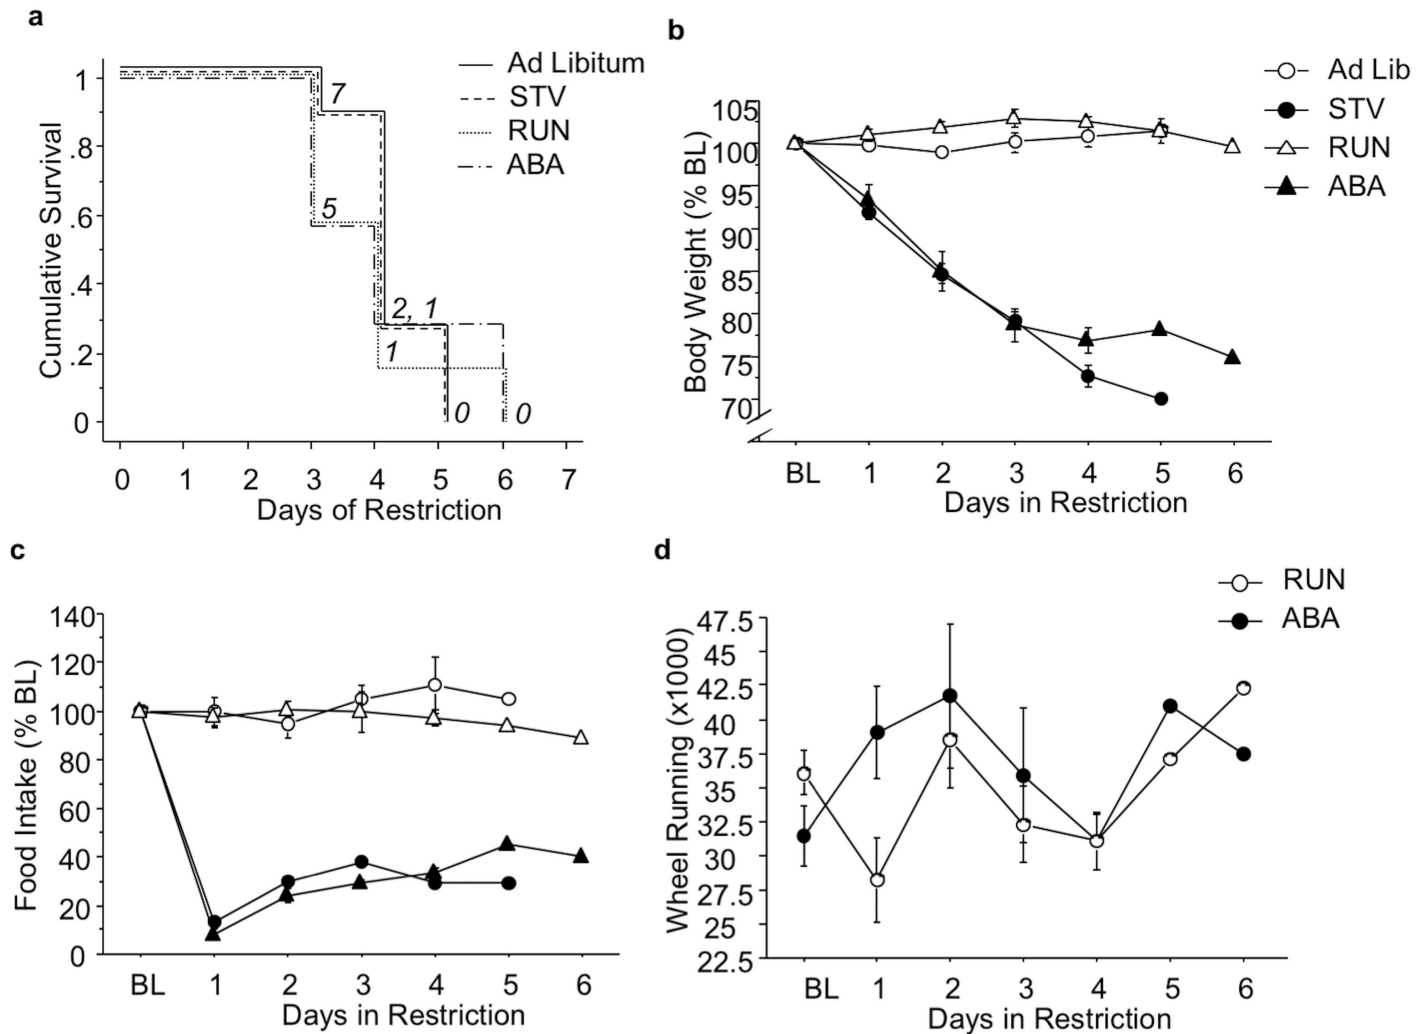 a
Cumulative Survival
1
.8
.6
.4
.2
0
7
5
2, 1
1
0
0
Ad Libitum
STV
RUN
ABA
0 1 2 3 4 5 6 7
Days of Restriction
b
Body Weight (% BL)
105
100
95
90
85
80
75
70
Ad Lib
STV
RUN
ABA
BL 1 2 3 4 5 6
Days in Restriction
c
Food Intake (% BL)
140
120
100
80
60
40
20
0
BL 1 2 3 4 5 6
Days in Restriction
d
Wheel Running (x1000)
47.5
45
42.5
40
37.5
35
32.5
30
27.5
25
22.5
RUN
ABA
BL 1 2 3 4 5 6
Days in Restriction